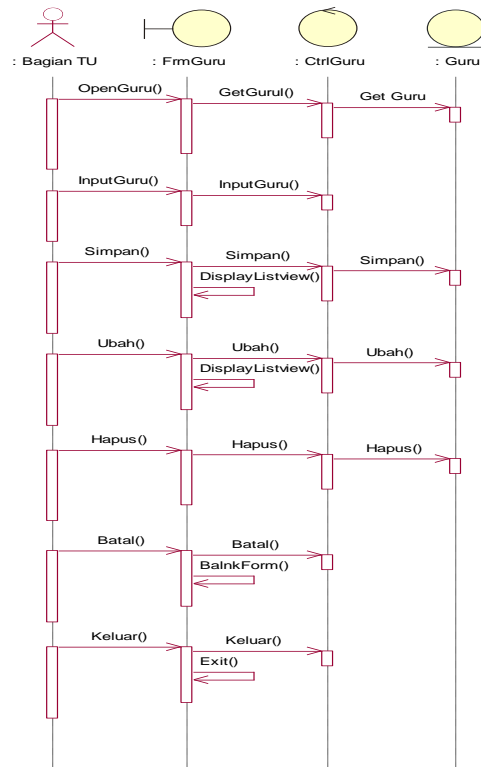 : Bagian TU : FrmGuru : CtrlGuru : Guru
OpenGuru() GetGurul() Get Guru
InputGuru() InputGuru()
Simpan() Simpan() Simpan()
DisplayListview()
Ubah() Ubah() Ubah()
DisplayListview()
Hapus() Hapus() Hapus()
Batal() Batal()
BalnkForm()
Keluar() Keluar()
Exit()